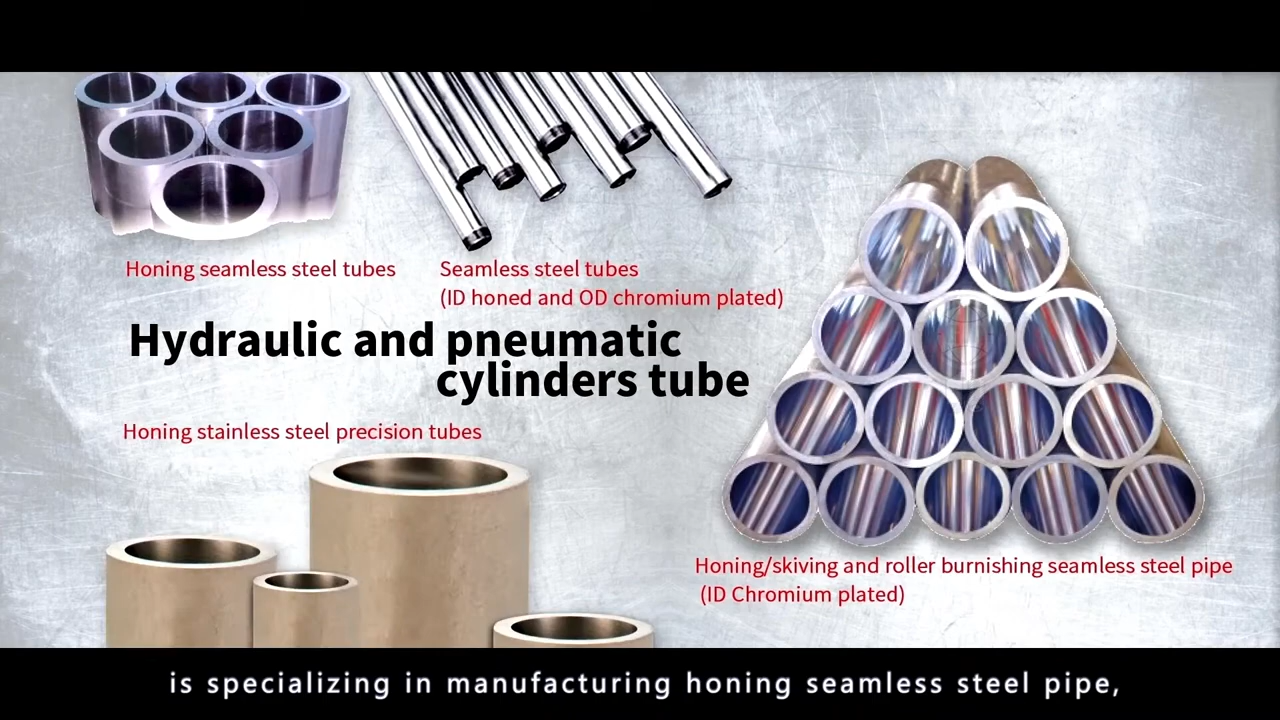 Honing seamless steel tubes
Seamless steel tubes
(ID honed and OD chromium plated)
Hydraulic and pneumatic
cylinders tube
Honing stainless steel precision tubes
Honing/skiving and roller burnishing seamless steel pipe
(ID Chromium plated)
is specializing in manufacturing honing seamless steel pipe,